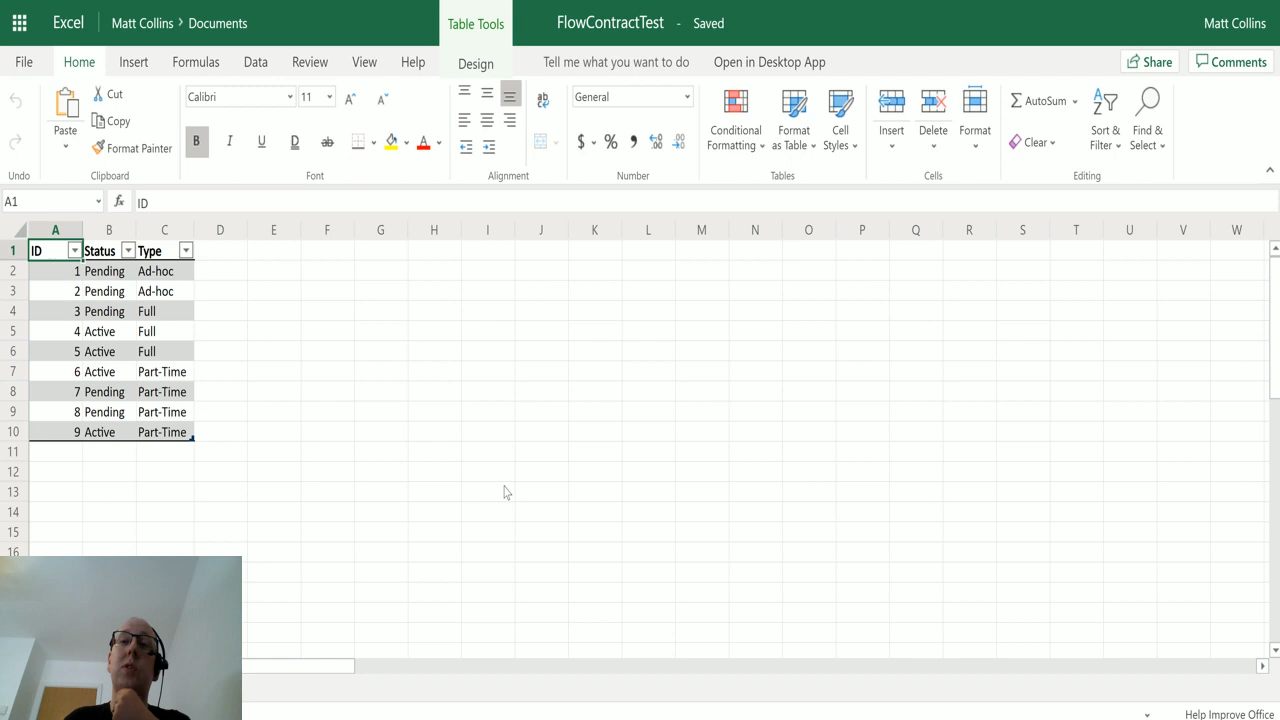 Excel Matt Collins > Documents Table Tools FlowContractTest - Saved Matt Collins
File Home Insert Formulas Data Review View Help Design Tell me what you want to do Open in Desktop App Share Comments
Cut
Copy
Format Painter
Paste
Undo Clipboard
Calibri 11
B I U D ab
Font
Alignment
General
$ % 9
Number
Conditional Formatting
Format as Table
Cell Styles
Tables
Insert Delete Format
Cells
AutoSum
Clear
Sort & Filter
Find & Select
Editing
A1 fx ID
A B C D E F G H I J K L M N O P Q R S T U V W
1 ID Status Type
2 1 Pending Ad-hoc
3 2 Pending Ad-hoc
4 3 Pending Full
5 4 Active Full
6 5 Active Full
7 6 Active Part-Time
8 7 Pending Part-Time
9 8 Pending Part-Time
10 9 Active Part-Time
11
12
13
14
15
16
Help Improve Office